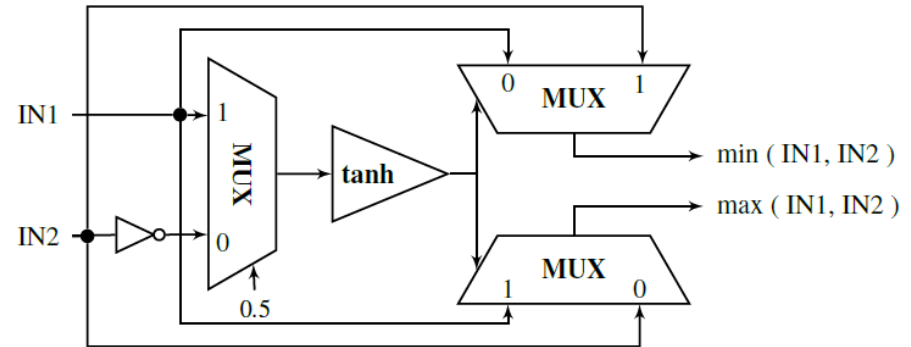 0
1
MUX
IN1
1
min ( IN1, IN2 )
MUX
tanh
max ( IN1, IN2 )
IN2
0
MUX
1
0
0.5